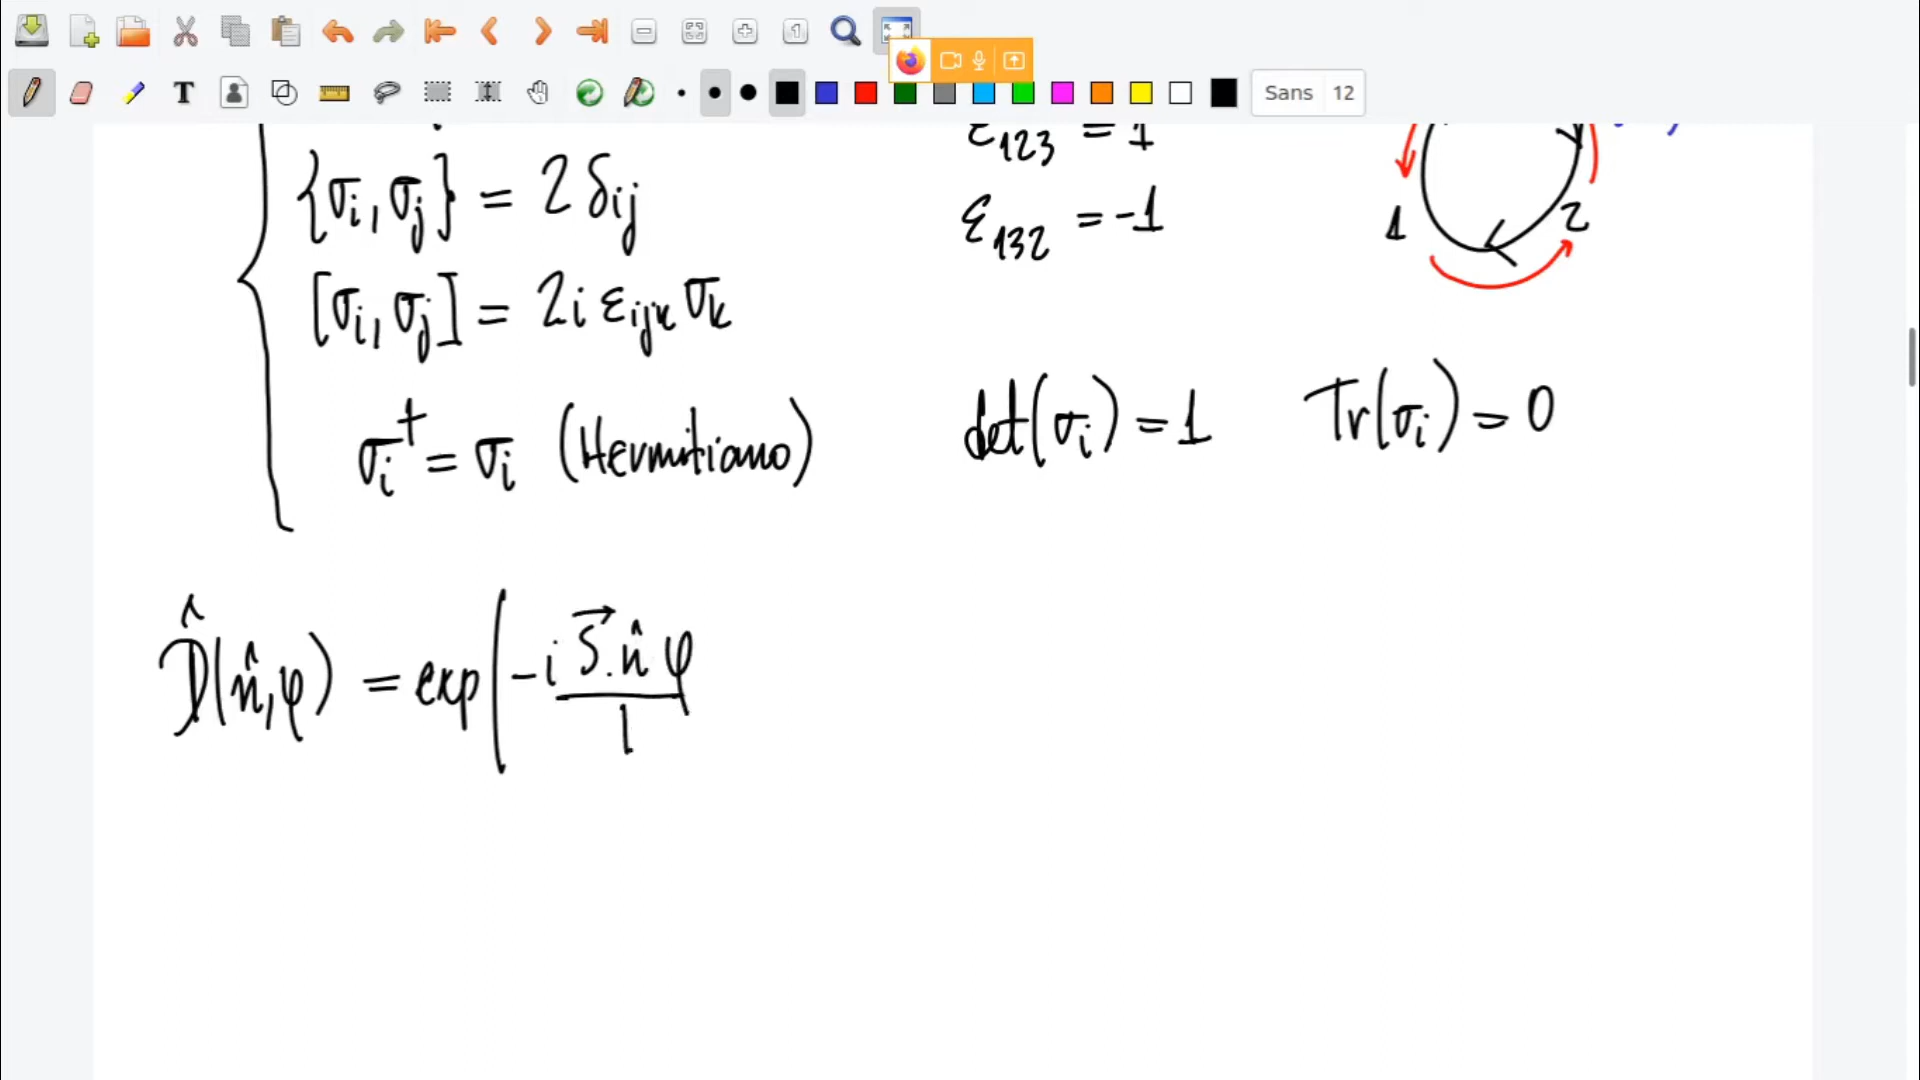 Sans 12
ε₁₂₃ = 1
{σᵢ, σⱼ} = 2 δᵢⱼ
ε₁₃₂ = -1
1 2
[σᵢ, σⱼ] = 2i εᵢⱼₖ σₖ
σᵢ† = σᵢ (Hermitiano)
det(σᵢ) = 1 Tr(σᵢ) = 0
D̂(n̂, φ) = exp(-i S⃗.n̂ φ